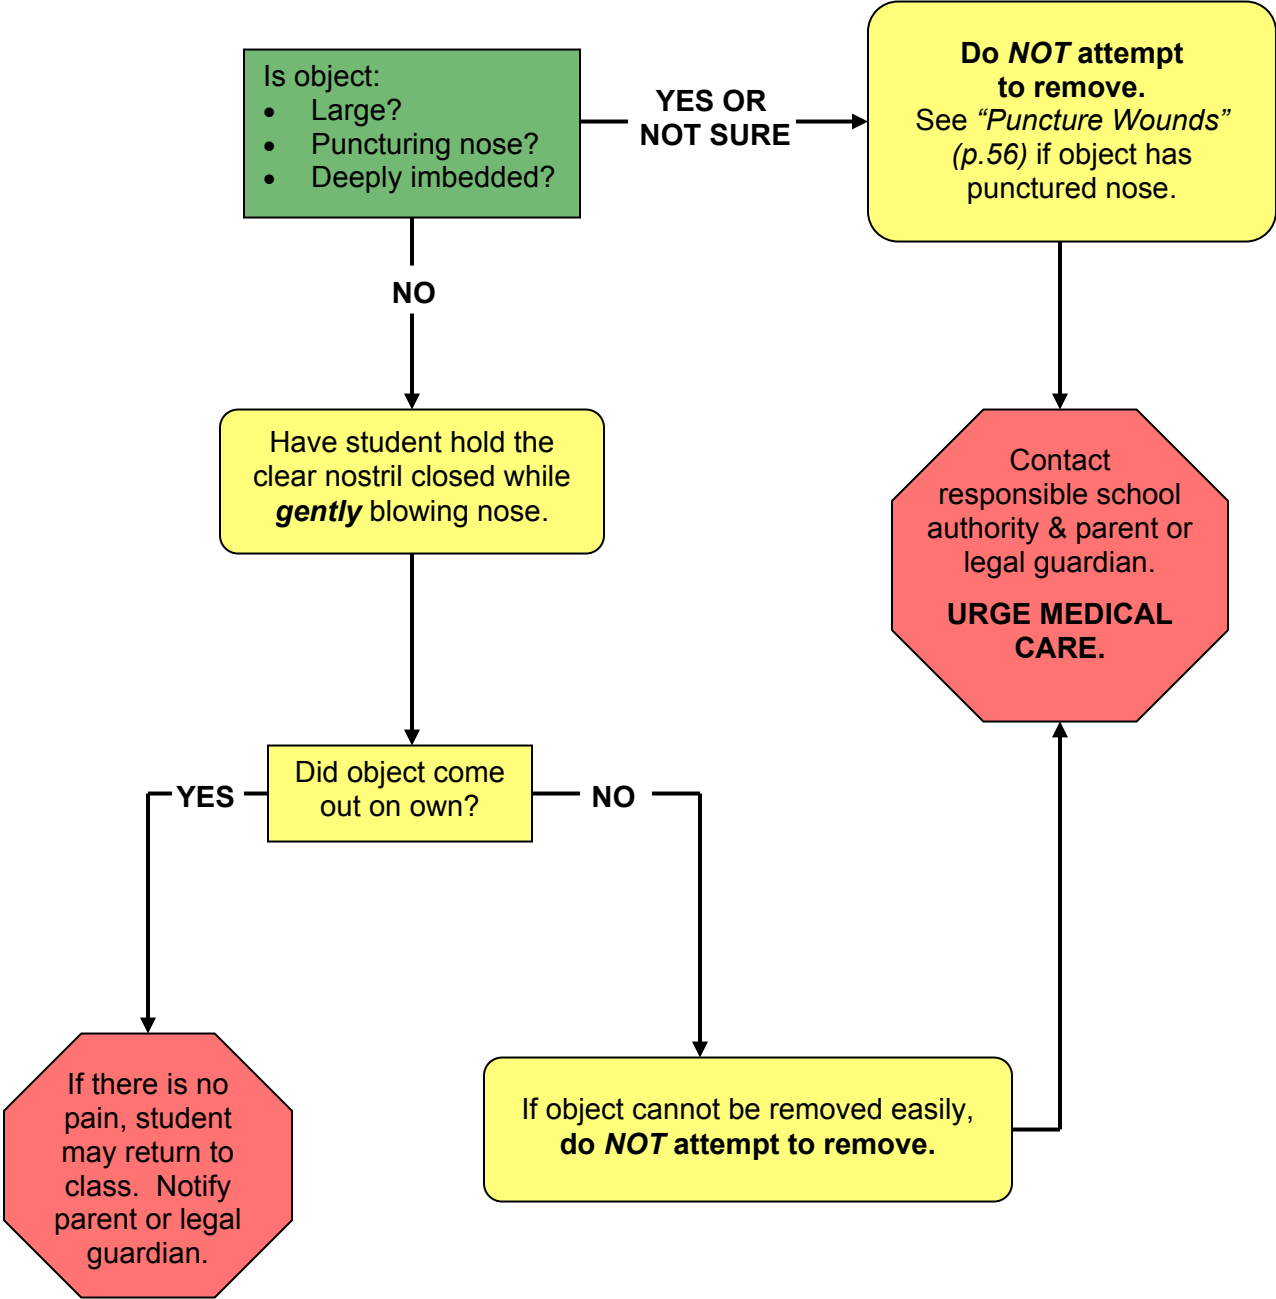 Is object:
• Large?
• Puncturing nose?
• Deeply imbedded?
YES OR
NOT SURE
Do NOT attempt
to remove.
See “Puncture Wounds”
(p.56) if object has
punctured nose.
NO
Have student hold the
clear nostril closed while
gently blowing nose.
Contact
responsible school
authority & parent or
legal guardian.
URGE MEDICAL
CARE.
Did object come
out on own?
YES
NO
If there is no
pain, student
may return to
class. Notify
parent or legal
guardian.
If object cannot be removed easily,
do NOT attempt to remove.